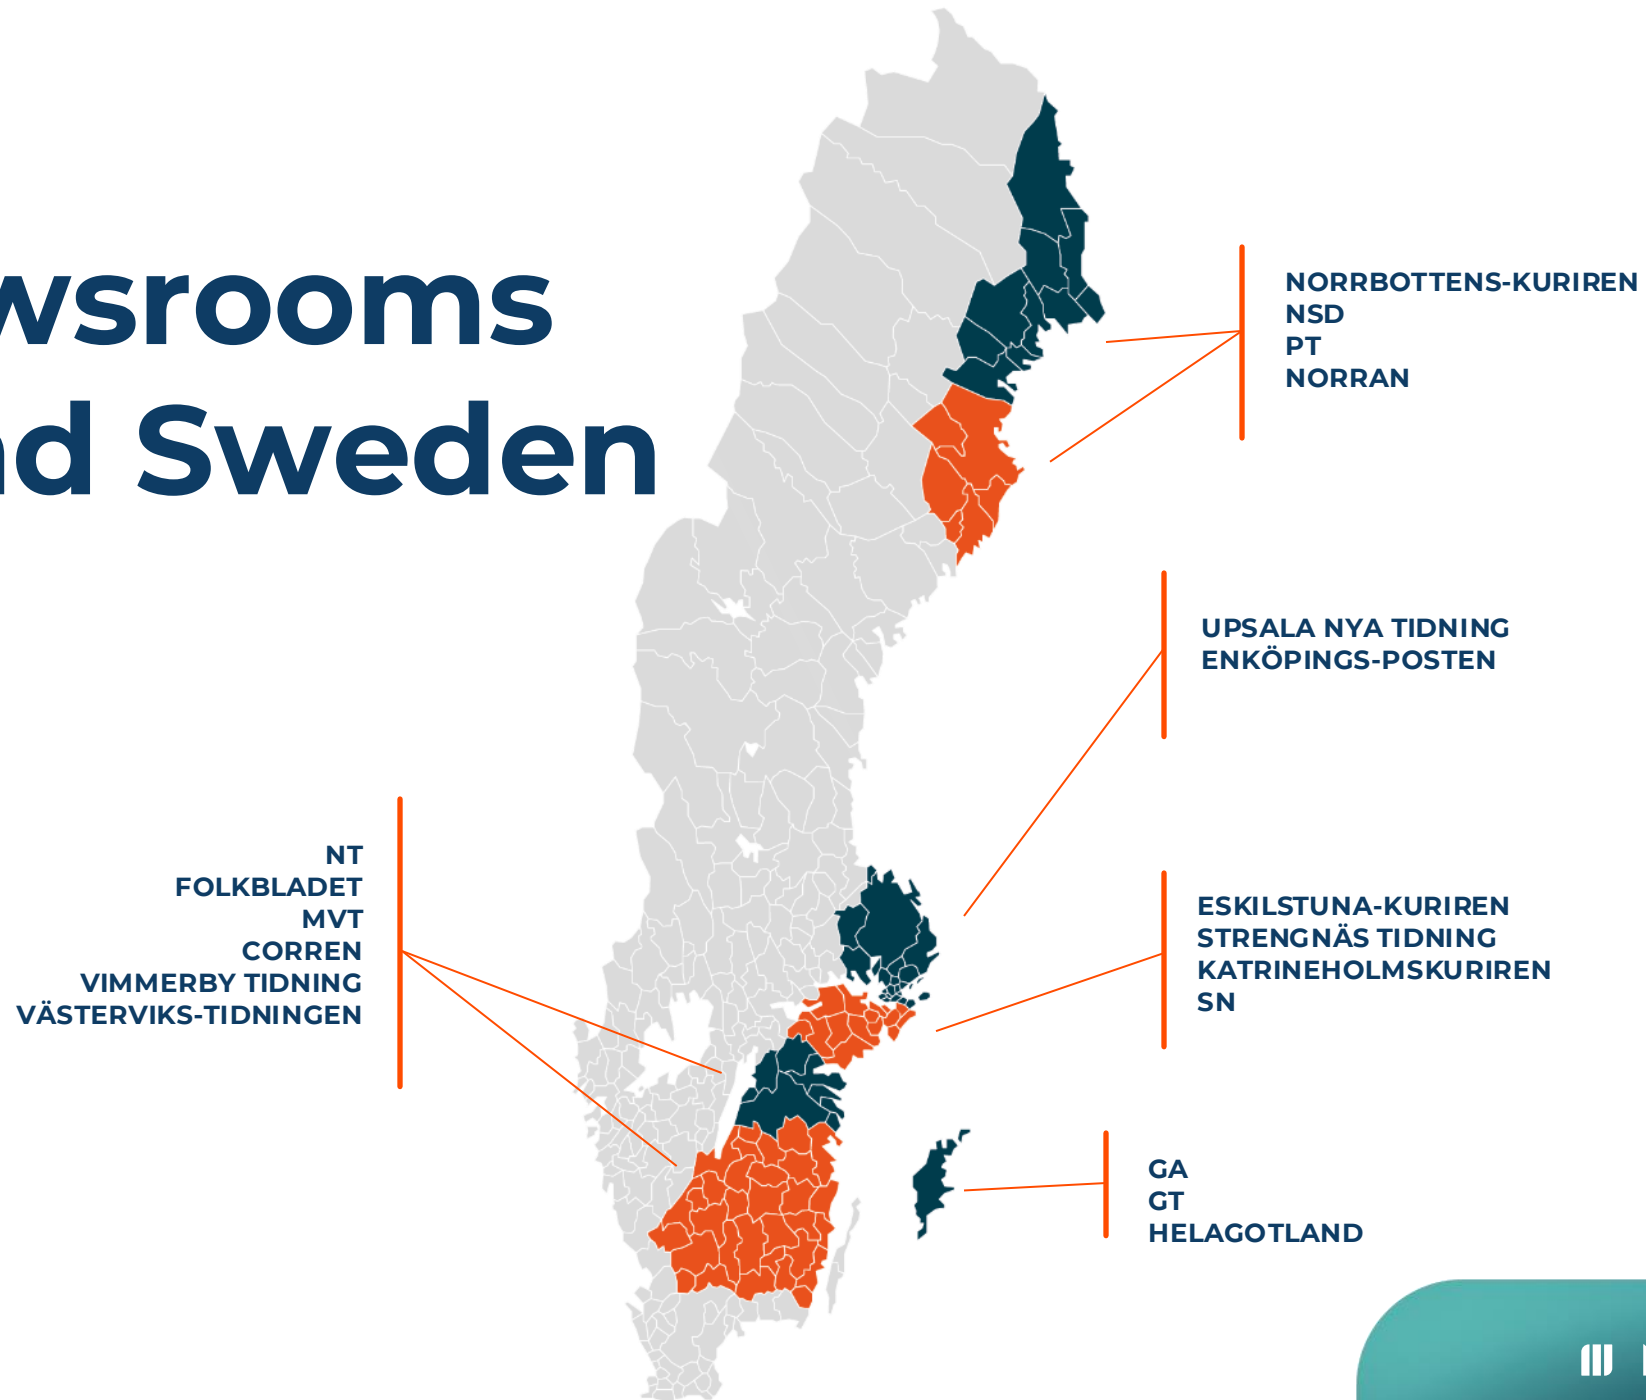 wsrooms
nd Sweden
NORRBOTTENS-KURIREN
NSD
PT
NORRAN
UPSALA NYA TIDNING
ENKÖPINGS-POSTEN
NT
FOLKBLADET
MVT
CORREN
VIMMERBY TIDNING
VÄSTERVIKS-TIDNINGEN
ESKILSTUNA-KURIREN
STRENGNÄS TIDNING
KATRINEHOLMSKURIREN
SN
GA
GT
HELAGOTLAND